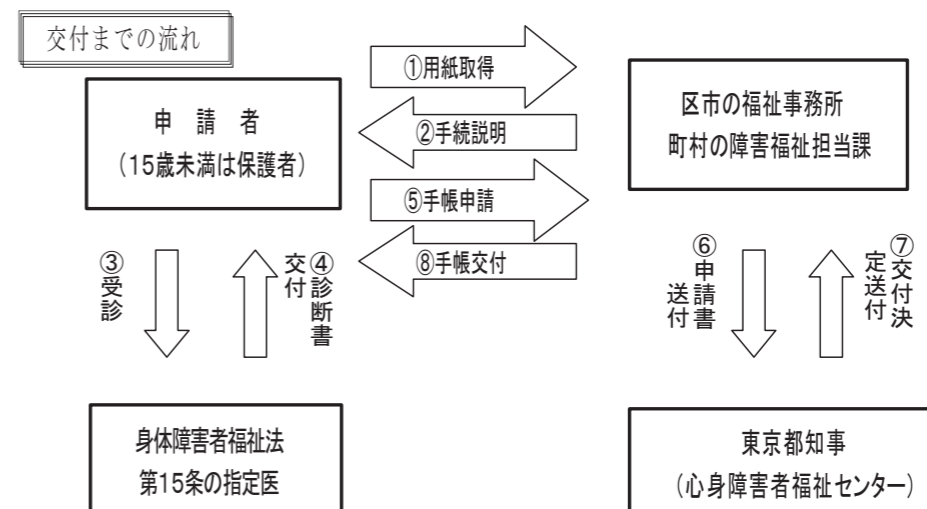 交付までの流れ
申請者
(15歳未満は保護者)
①用紙取得
②手続説明
⑤手帳申請
⑧手帳交付
区市の福祉事務所
町村の障害福祉担当課
③受診
④診断書
交付
⑥申請書
送付
⑦交付決
定送付
身体障害者福祉法
第15条の指定医
東京都知事
(心身障害者福祉センター)